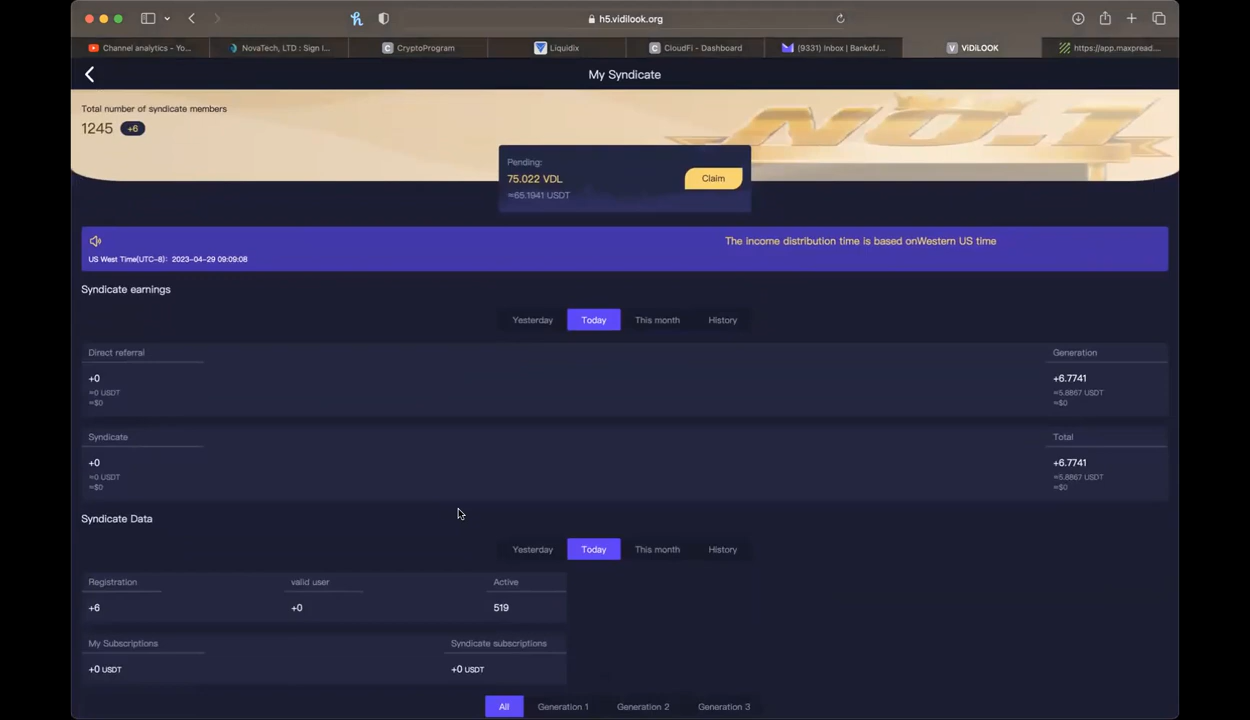 h5.vidilook.org
Channel analytics - Yo...
NovaTech, LTD : Sign I...
CryptoProgram
Liquidix
CloudFi - Dashboard
(9331) Inbox | BankofJ...
ViDiLOOK
https://app.maxpread....
My Syndicate
Total number of syndicate members
1245 +6
NO.1
Pending:
75.022 VDL
≈65.1941 USDT
Claim
The income distribution time is based onWestern US time
US West Time(UTC-8): 2023-04-29 09:09:08
Syndicate earnings
Yesterday Today This month History
Direct referral Generation
+0 +6.7741
≈0 USDT ≈5.8867 USDT
≈$0 ≈$0
Syndicate Total
+0 +6.7741
≈0 USDT ≈5.8867 USDT
≈$0 ≈$0
Syndicate Data
Yesterday Today This month History
Registration valid user Active
+6 +0 519
My Subscriptions Syndicate subscriptions
+0 USDT +0 USDT
All Generation 1 Generation 2 Generation 3